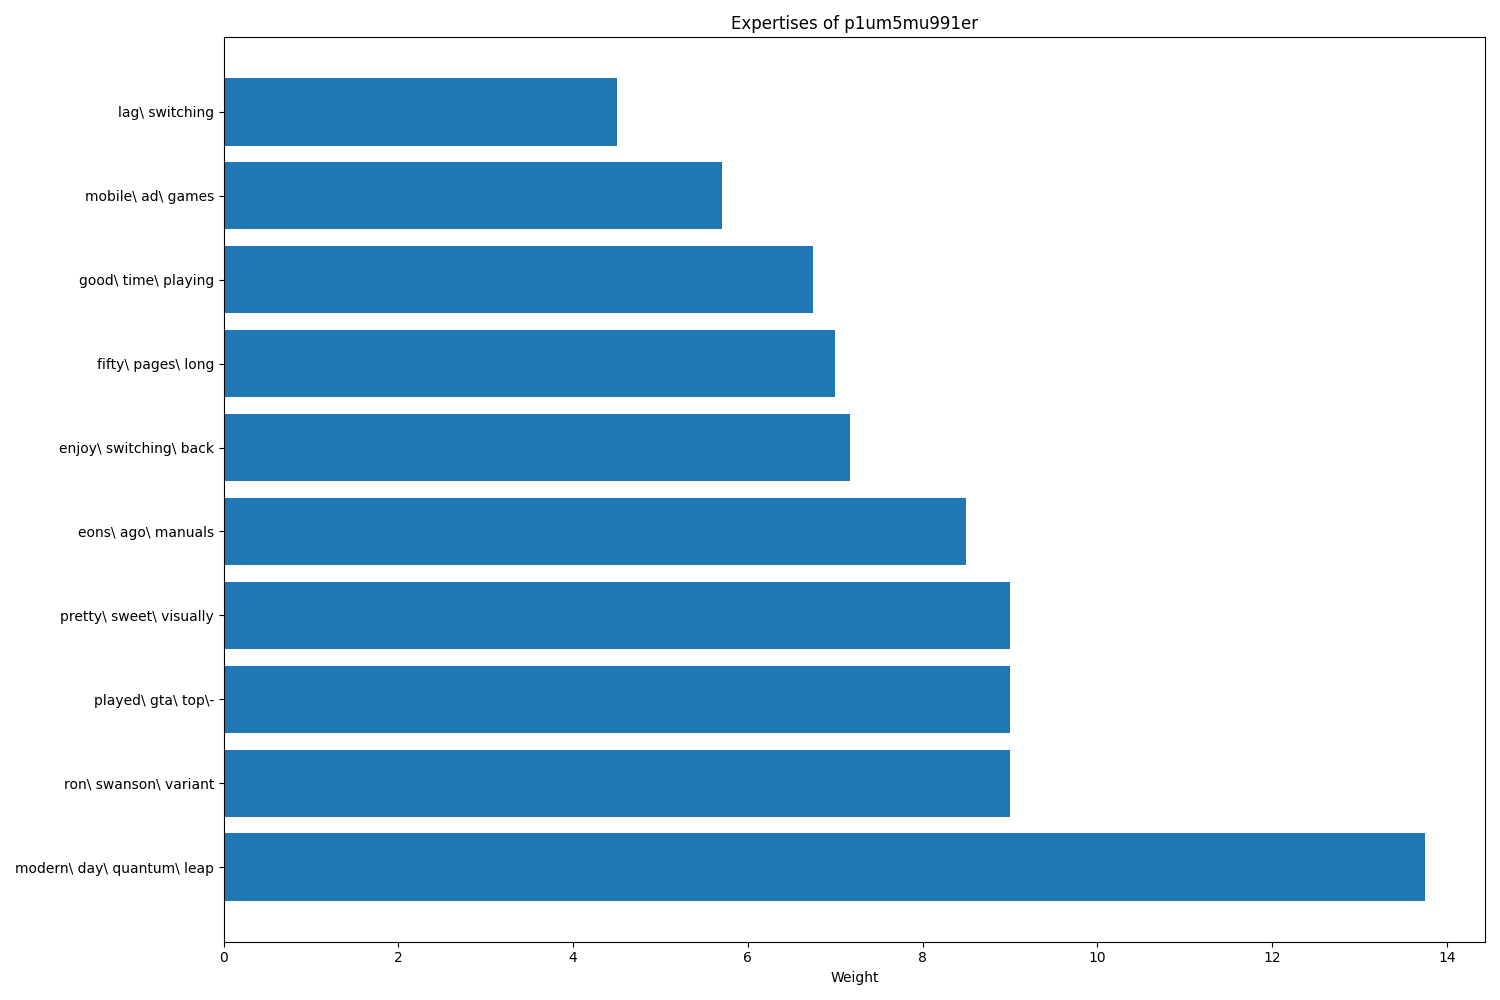 Expertises of p1um5mu991er
lag\ switching
mobile\ ad\ games
good\ time\ playing
fifty\ pages\ long
enjoy\ switching\ back
eons\ ago\ manuals
pretty\ sweet\ visually
played\ gta\ top\-
ron\ swanson\ variant
modern\ day\ quantum\ leap
0 2 4 6 8 10 12 14
Weight